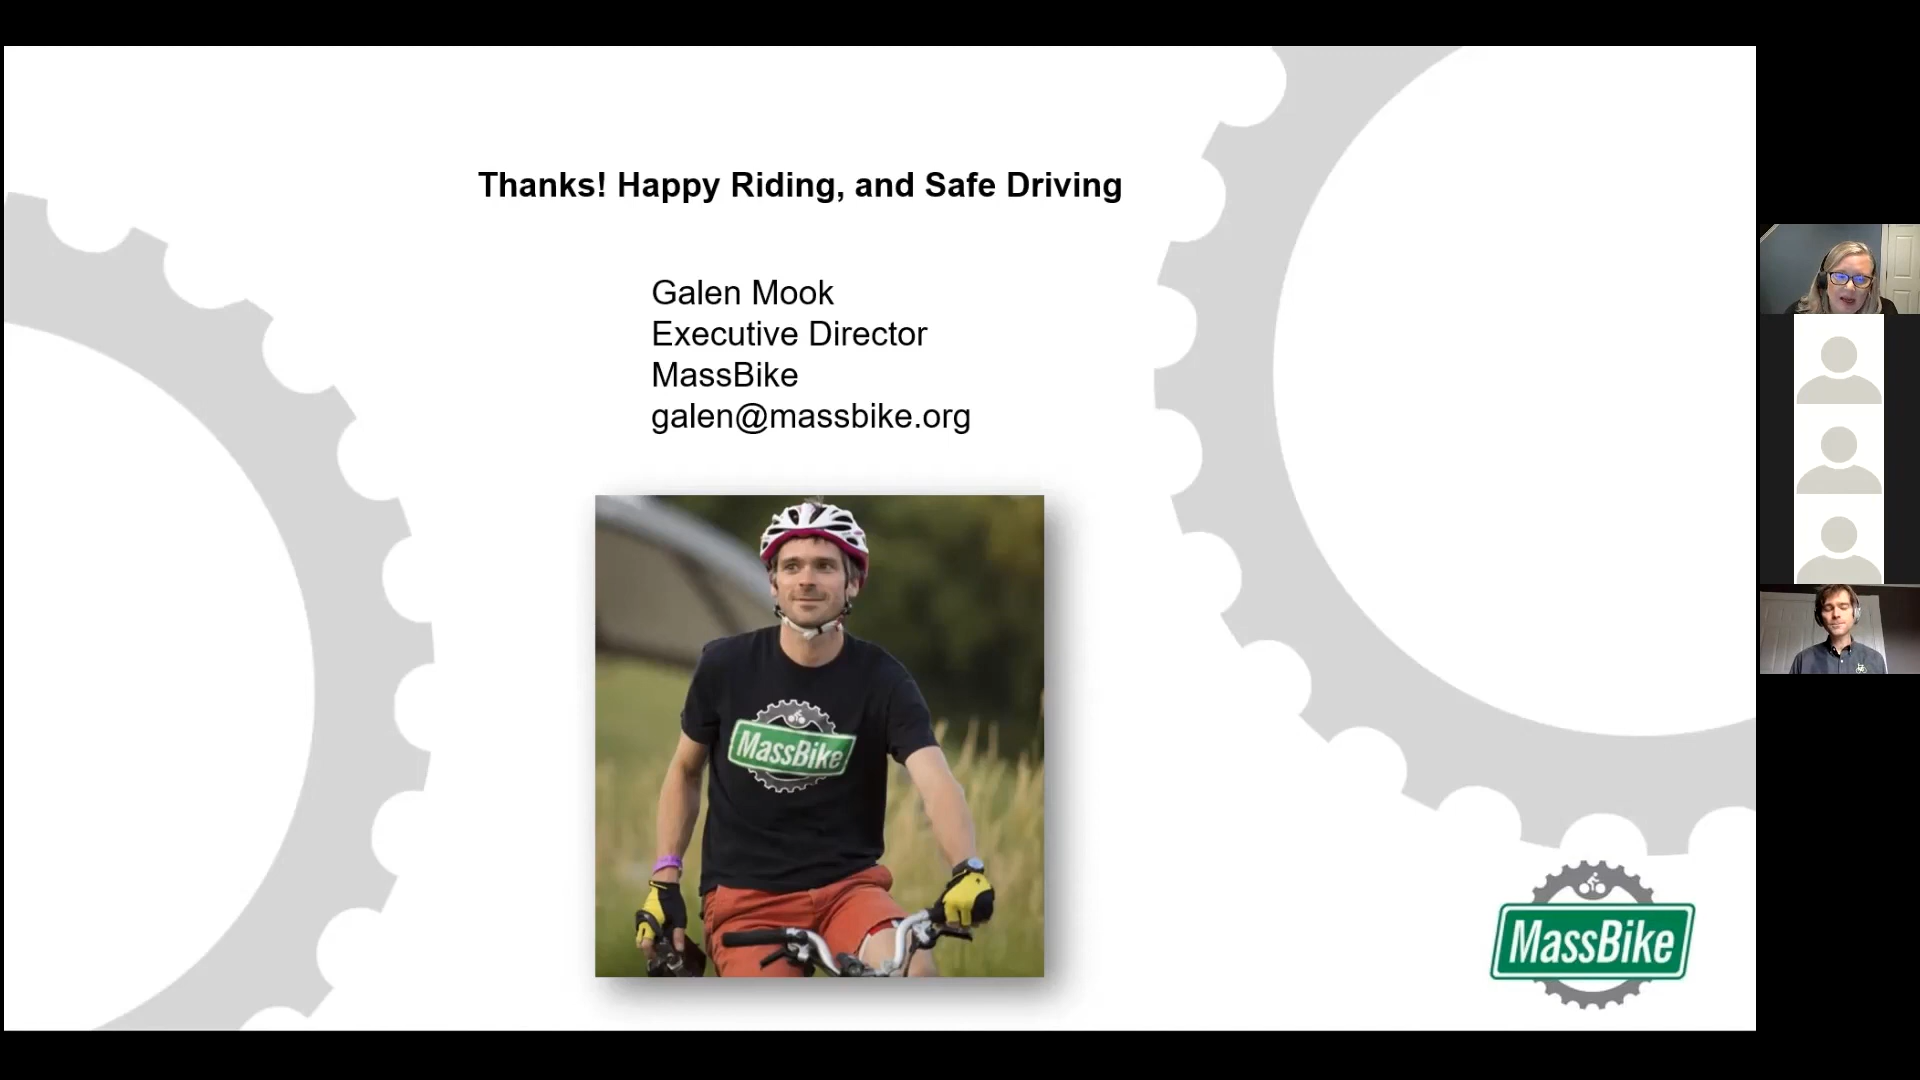 Thanks! Happy Riding, and Safe Driving
Galen Mook
Executive Director
MassBike
galen@massbike.org
MassBike
MassBike